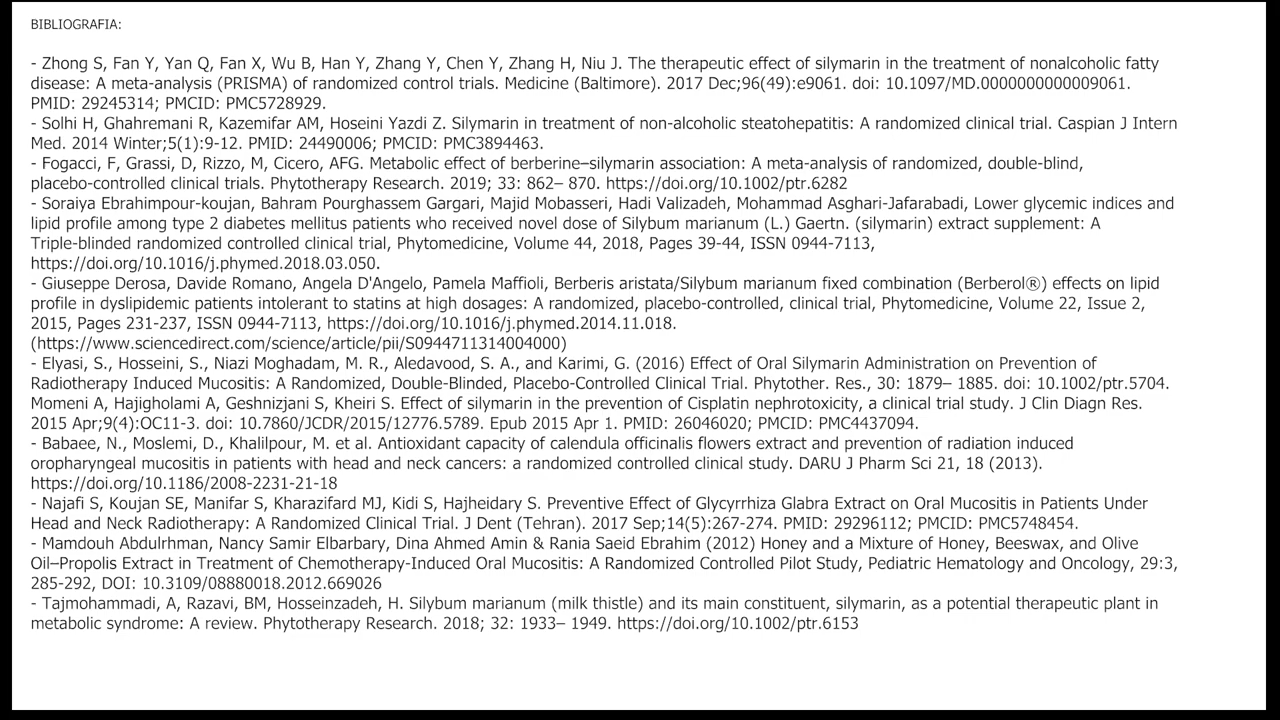 BIBLIOGRAFIA:
- Zhong S, Fan Y, Yan Q, Fan X, Wu B, Han Y, Zhang Y, Chen Y, Zhang H, Niu J. The therapeutic effect of silymarin in the treatment of nonalcoholic fatty
disease: A meta-analysis (PRISMA) of randomized control trials. Medicine (Baltimore). 2017 Dec;96(49):e9061. doi: 10.1097/MD.0000000000009061.
PMID: 29245314; PMCID: PMC5728929.
- Solhi H, Ghahremani R, Kazemifar AM, Hoseini Yazdi Z. Silymarin in treatment of non-alcoholic steatohepatitis: A randomized clinical trial. Caspian J Intern
Med. 2014 Winter;5(1):9-12. PMID: 24490006; PMCID: PMC3894463.
- Fogacci, F, Grassi, D, Rizzo, M, Cicero, AFG. Metabolic effect of berberine–silymarin association: A meta-analysis of randomized, double-blind,
placebo-controlled clinical trials. Phytotherapy Research. 2019; 33: 862– 870. https://doi.org/10.1002/ptr.6282
- Soraiya Ebrahimpour-koujan, Bahram Pourghassem Gargari, Majid Mobasseri, Hadi Valizadeh, Mohammad Asghari-Jafarabadi, Lower glycemic indices and
lipid profile among type 2 diabetes mellitus patients who received novel dose of Silybum marianum (L.) Gaertn. (silymarin) extract supplement: A
Triple-blinded randomized controlled clinical trial, Phytomedicine, Volume 44, 2018, Pages 39-44, ISSN 0944-7113,
https://doi.org/10.1016/j.phymed.2018.03.050.
- Giuseppe Derosa, Davide Romano, Angela D'Angelo, Pamela Maffioli, Berberis aristata/Silybum marianum fixed combination (Berberol®) effects on lipid
profile in dyslipidemic patients intolerant to statins at high dosages: A randomized, placebo-controlled, clinical trial, Phytomedicine, Volume 22, Issue 2,
2015, Pages 231-237, ISSN 0944-7113, https://doi.org/10.1016/j.phymed.2014.11.018.
(https://www.sciencedirect.com/science/article/pii/S0944711314004000)
- Elyasi, S., Hosseini, S., Niazi Moghadam, M. R., Aledavood, S. A., and Karimi, G. (2016) Effect of Oral Silymarin Administration on Prevention of
Radiotherapy Induced Mucositis: A Randomized, Double-Blinded, Placebo-Controlled Clinical Trial. Phytother. Res., 30: 1879– 1885. doi: 10.1002/ptr.5704.
Momeni A, Hajigholami A, Geshnizjani S, Kheiri S. Effect of silymarin in the prevention of Cisplatin nephrotoxicity, a clinical trial study. J Clin Diagn Res.
2015 Apr;9(4):OC11-3. doi: 10.7860/JCDR/2015/12776.5789. Epub 2015 Apr 1. PMID: 26046020; PMCID: PMC4437094.
- Babaee, N., Moslemi, D., Khalilpour, M. et al. Antioxidant capacity of calendula officinalis flowers extract and prevention of radiation induced
oropharyngeal mucositis in patients with head and neck cancers: a randomized controlled clinical study. DARU J Pharm Sci 21, 18 (2013).
https://doi.org/10.1186/2008-2231-21-18
- Najafi S, Koujan SE, Manifar S, Kharazifard MJ, Kidi S, Hajheidary S. Preventive Effect of Glycyrrhiza Glabra Extract on Oral Mucositis in Patients Under
Head and Neck Radiotherapy: A Randomized Clinical Trial. J Dent (Tehran). 2017 Sep;14(5):267-274. PMID: 29296112; PMCID: PMC5748454.
- Mamdouh Abdulrhman, Nancy Samir Elbarbary, Dina Ahmed Amin & Rania Saeid Ebrahim (2012) Honey and a Mixture of Honey, Beeswax, and Olive
Oil–Propolis Extract in Treatment of Chemotherapy-Induced Oral Mucositis: A Randomized Controlled Pilot Study, Pediatric Hematology and Oncology, 29:3,
285-292, DOI: 10.3109/08880018.2012.669026
- Tajmohammadi, A, Razavi, BM, Hosseinzadeh, H. Silybum marianum (milk thistle) and its main constituent, silymarin, as a potential therapeutic plant in
metabolic syndrome: A review. Phytotherapy Research. 2018; 32: 1933– 1949. https://doi.org/10.1002/ptr.6153